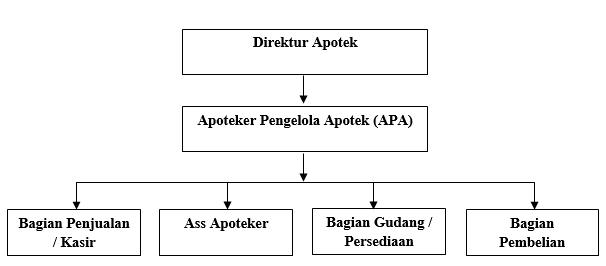 Direktur Apotek
Apoteker Pengelola Apotek (APA)
Bagian Penjualan
/ Kasir
Ass Apoteker
Bagian Gudang /
Persediaan
Bagian
Pembelian